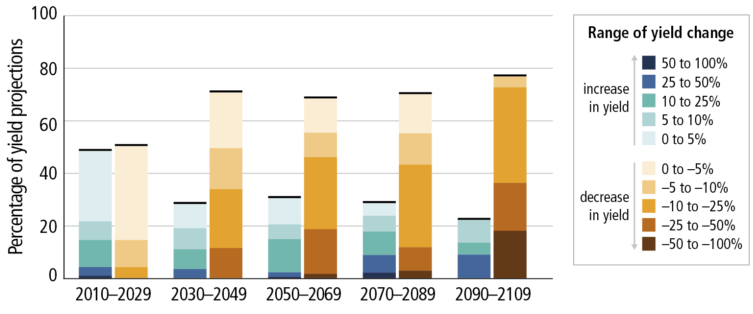 Percentage of yield projections
100
80
60
40
20
0
2010–2029
2030–2049
2050–2069
2070–2089
2090–2109
Range of yield change
increase
in yield
50 to 100%
25 to 50%
10 to 25%
5 to 10%
0 to 5%
decrease
in yield
0 to –5%
–5 to –10%
–10 to –25%
–25 to –50%
–50 to –100%